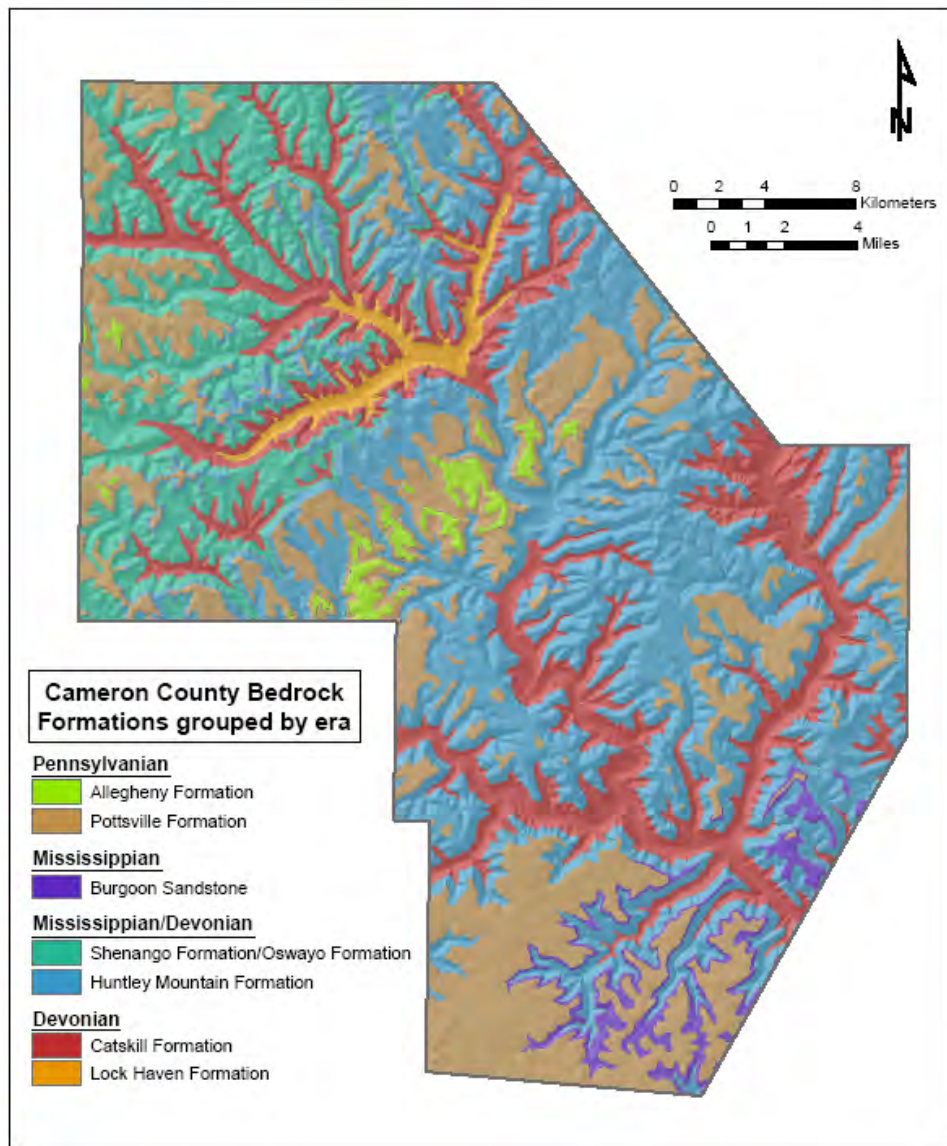 N
0 2 4 8
Kilometers
0 1 2 4
Miles
Cameron County Bedrock
Formations grouped by era
Pennsylvanian
Allegheny Formation
Pottsville Formation
Mississippian
Burgoon Sandstone
Mississippian/Devonian
Shenango Formation/Oswayo Formation
Huntley Mountain Formation
Devonian
Catskill Formation
Lock Haven Formation